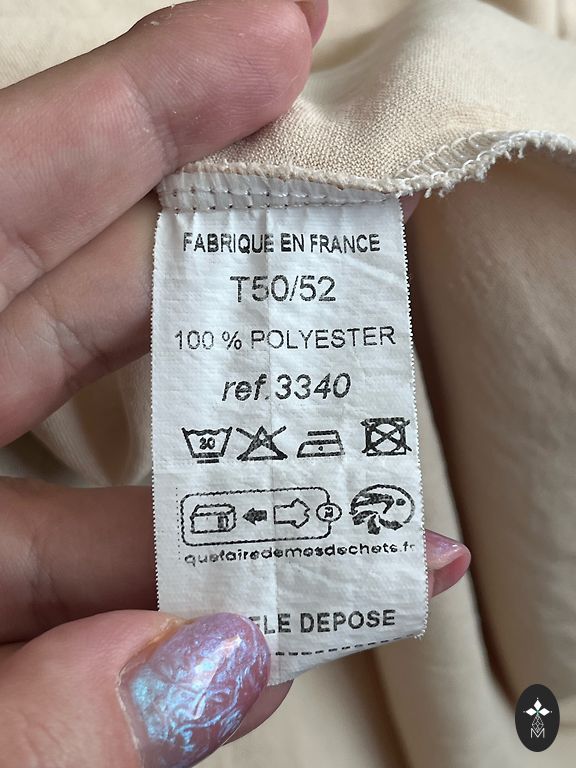 FABRIQUE EN FRANCE
T50/52
100 % POLYESTER
ref.3340
30
quefairedemesdechets.fr
ELE DEPOSE
M